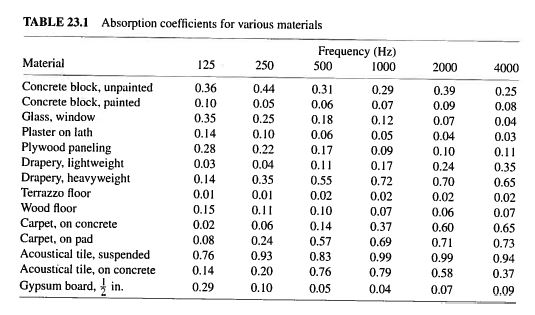 TABLE 23.1 Absorption coefficients for various materials
Frequency (Hz)
Material 125 250 500 1000 2000 4000
Concrete block, unpainted 0.36 0.44 0.31 0.29 0.39 0.25
Concrete block, painted 0.10 0.05 0.06 0.07 0.09 0.08
Glass, window 0.35 0.25 0.18 0.12 0.07 0.04
Plaster on lath 0.14 0.10 0.06 0.05 0.04 0.03
Plywood paneling 0.28 0.22 0.17 0.09 0.10 0.11
Drapery, lightweight 0.03 0.04 0.11 0.17 0.24 0.35
Drapery, heavyweight 0.14 0.35 0.55 0.72 0.70 0.65
Terrazzo floor 0.01 0.01 0.02 0.02 0.02 0.02
Wood floor 0.15 0.11 0.10 0.07 0.06 0.07
Carpet, on concrete 0.02 0.06 0.14 0.37 0.60 0.65
Carpet, on pad 0.08 0.24 0.57 0.69 0.71 0.73
Acoustical tile, suspended 0.76 0.93 0.83 0.99 0.99 0.94
Acoustical tile, on concrete 0.14 0.20 0.76 0.79 0.58 0.37
Gypsum board, ½ in. 0.29 0.10 0.05 0.04 0.07 0.09